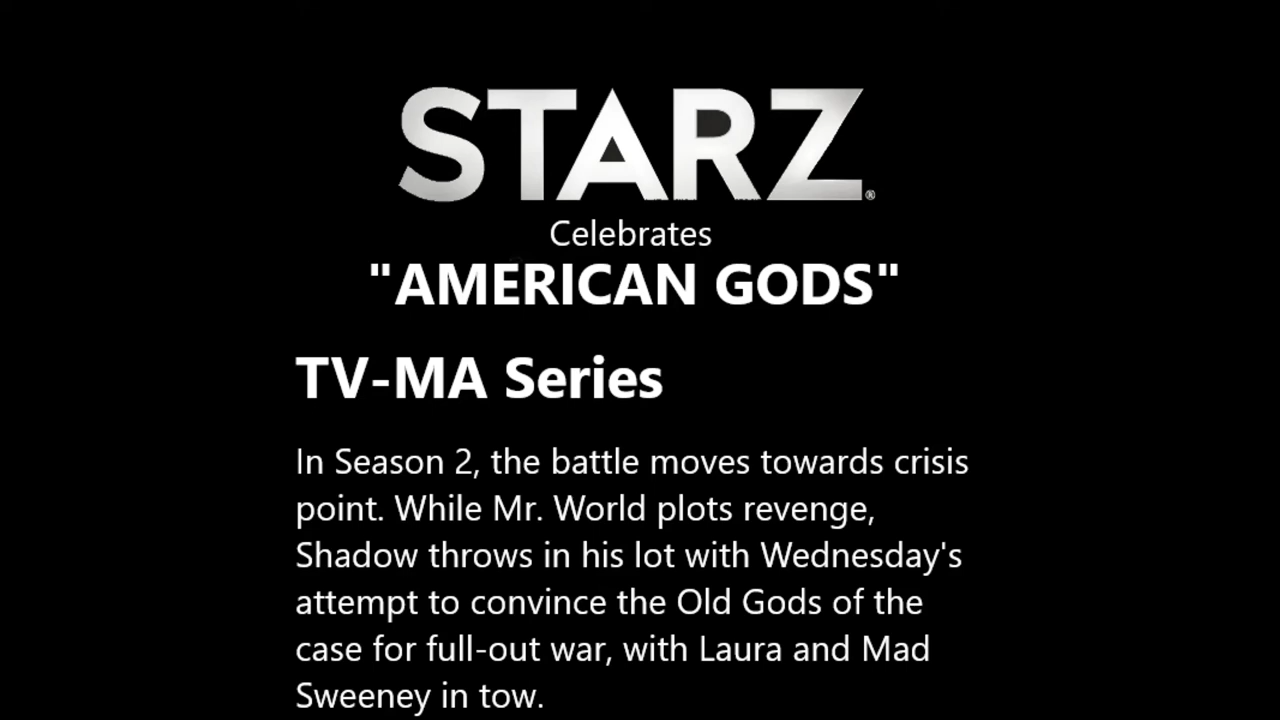 STARZ®
Celebrates
"AMERICAN GODS"
TV-MA Series
In Season 2, the battle moves towards crisis
point. While Mr. World plots revenge,
Shadow throws in his lot with Wednesday's
attempt to convince the Old Gods of the
case for full-out war, with Laura and Mad
Sweeney in tow.